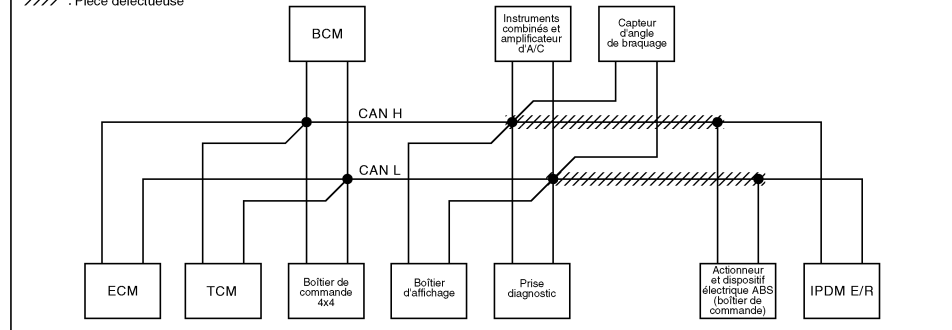 : Pièce défectueuse
BCM
Instruments
combinés et
amplificateur
d'A/C
Capteur
d'angle
de braquage
CAN H
CAN L
ECM
TCM
Boîtier de
commande
4x4
Boîtier
d'affichage
Prise
diagnostic
Actionneur
et dispositif
électrique ABS
(boîtier de
commande)
IPDM E/R